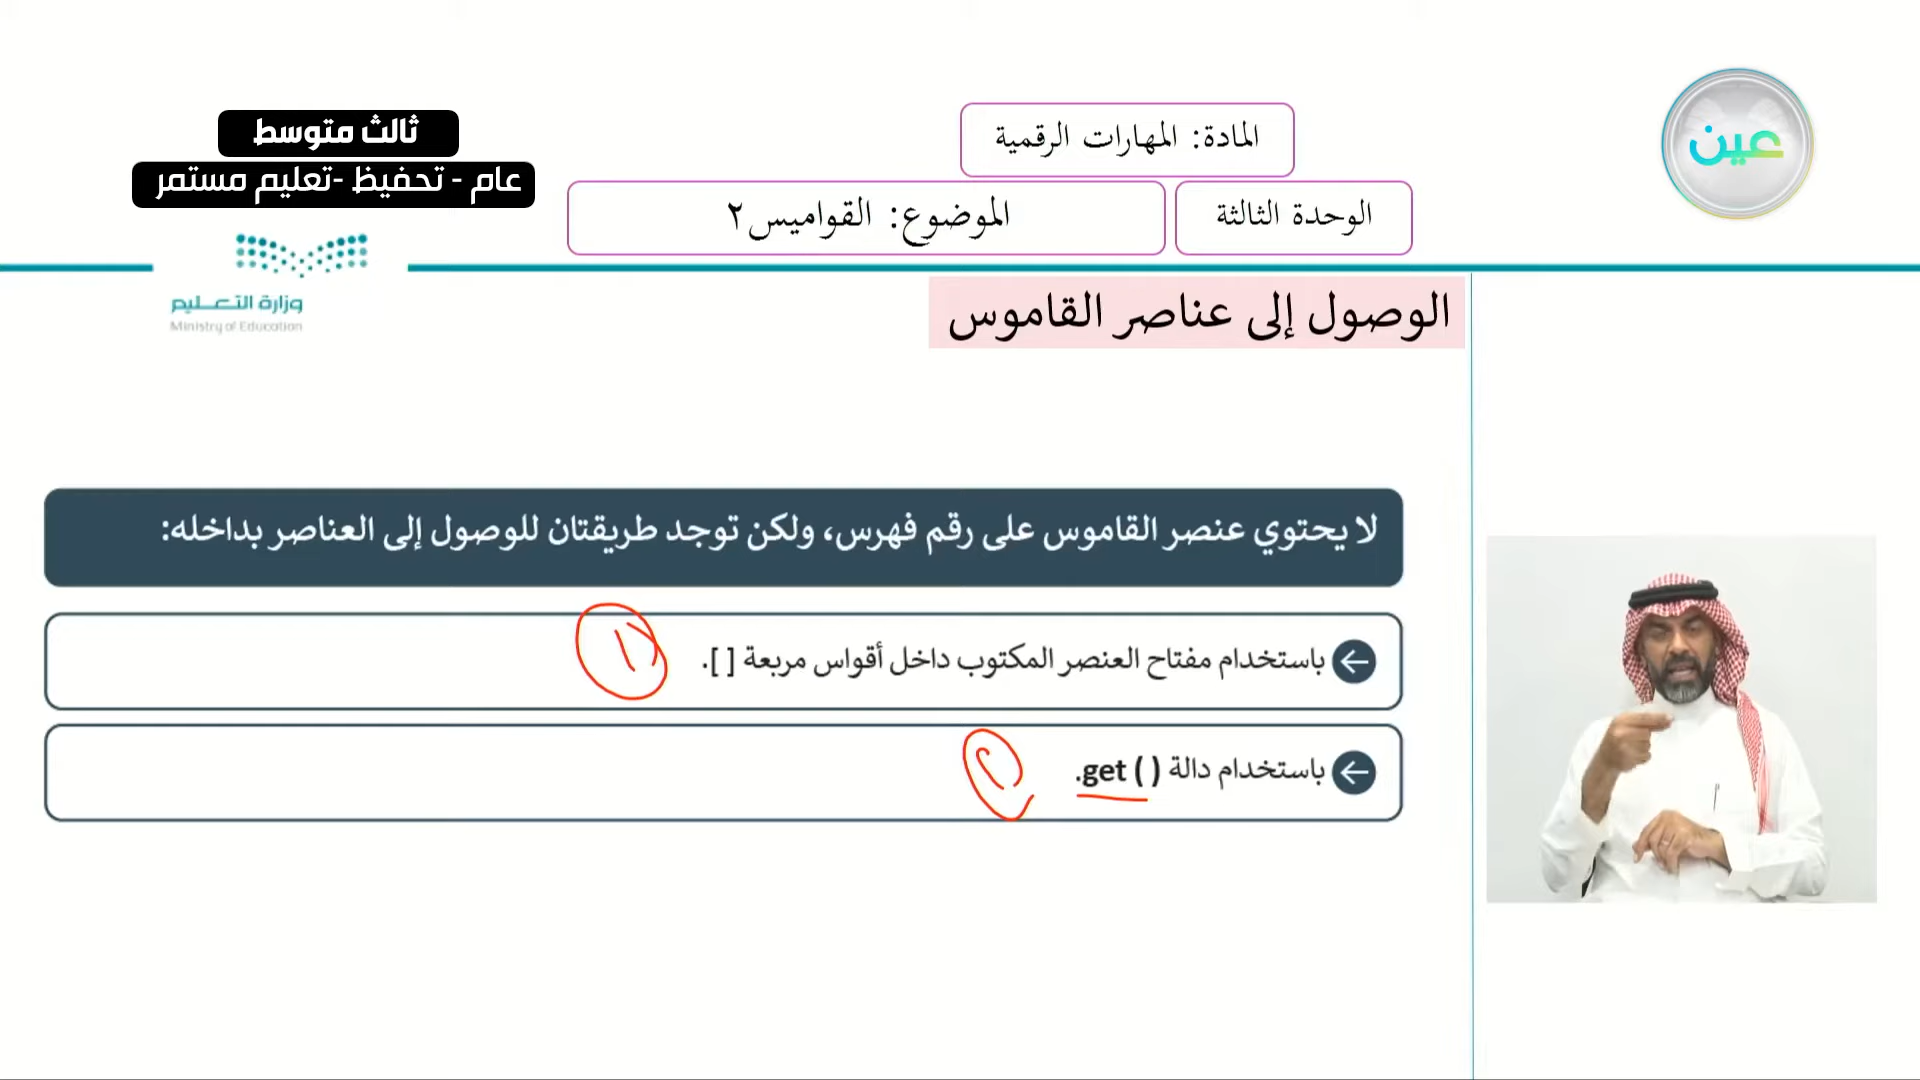 عين
المادة: المهارات الرقمية
الوحدة الثالثة
الموضوع: القواميس٢
ثالث متوسط
عام - تحفيظ -تعليم مستمر
وزارة التعليم
Ministry of Education
الوصول إلى عناصر القاموس
لا يحتوي عنصر القاموس على رقم فهرس، ولكن توجد طريقتان للوصول إلى العناصر بداخله:
باستخدام مفتاح العنصر المكتوب داخل أقواس مربعة [ ].
١
باستخدام دالة get ( ).
٢